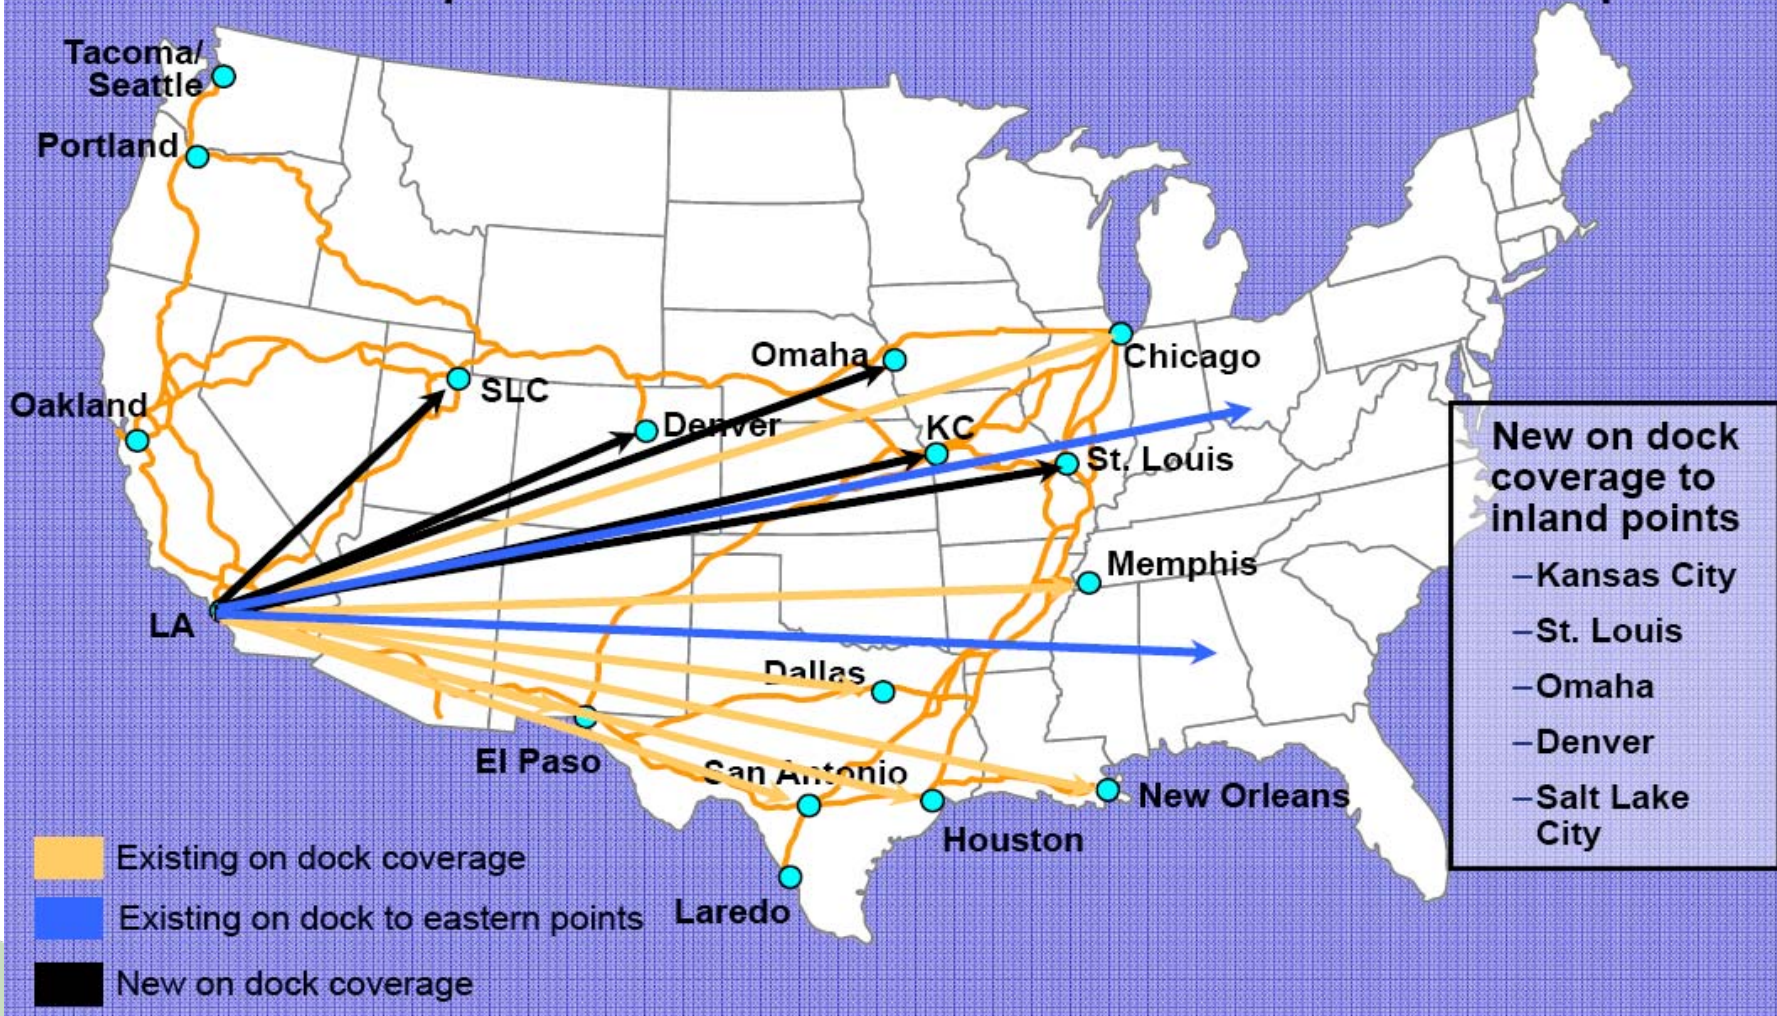 Tacoma/
Seattle
Portland
Oakland
SLC
Denver
Omaha
KC
Chicago
St. Louis
LA
Memphis
Dallas
El Paso
San Antonio
New Orleans
Houston
Laredo
New on dock
coverage to
inland points
–Kansas City
–St. Louis
–Omaha
–Denver
–Salt Lake
City
Existing on dock coverage
Existing on dock to eastern points
New on dock coverage